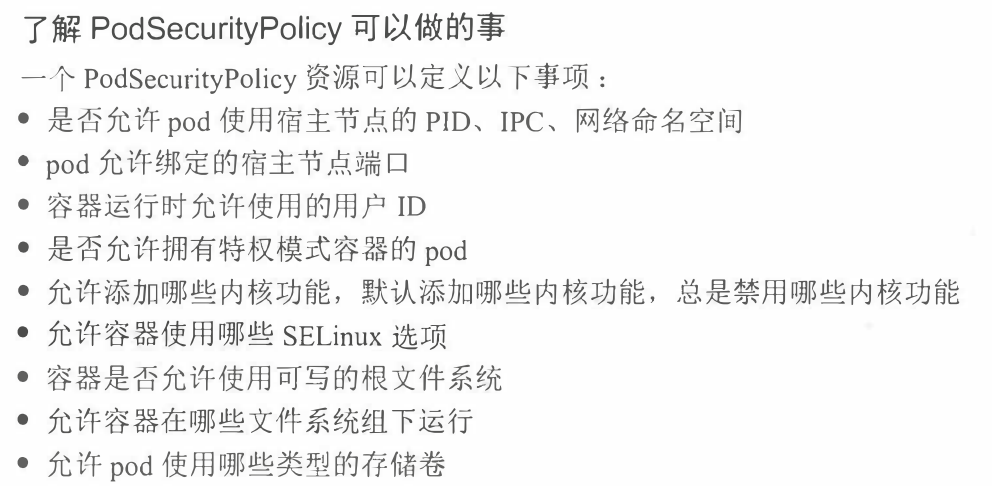 了解 PodSecurityPolicy 可以做的事
一个 PodSecurityPolicy 资源可以定义以下事项：
• 是否允许 pod 使用宿主节点的 PID、IPC、网络命名空间
• pod 允许绑定的宿主节点端口
• 容器运行时允许使用的用户 ID
• 是否允许拥有特权模式容器的 pod
• 允许添加哪些内核功能，默认添加哪些内核功能，总是禁用哪些内核功能
• 允许容器使用哪些 SELinux 选项
• 容器是否允许使用可写的根文件系统
• 允许容器在哪些文件系统组下运行
• 允许 pod 使用哪些类型的存储卷